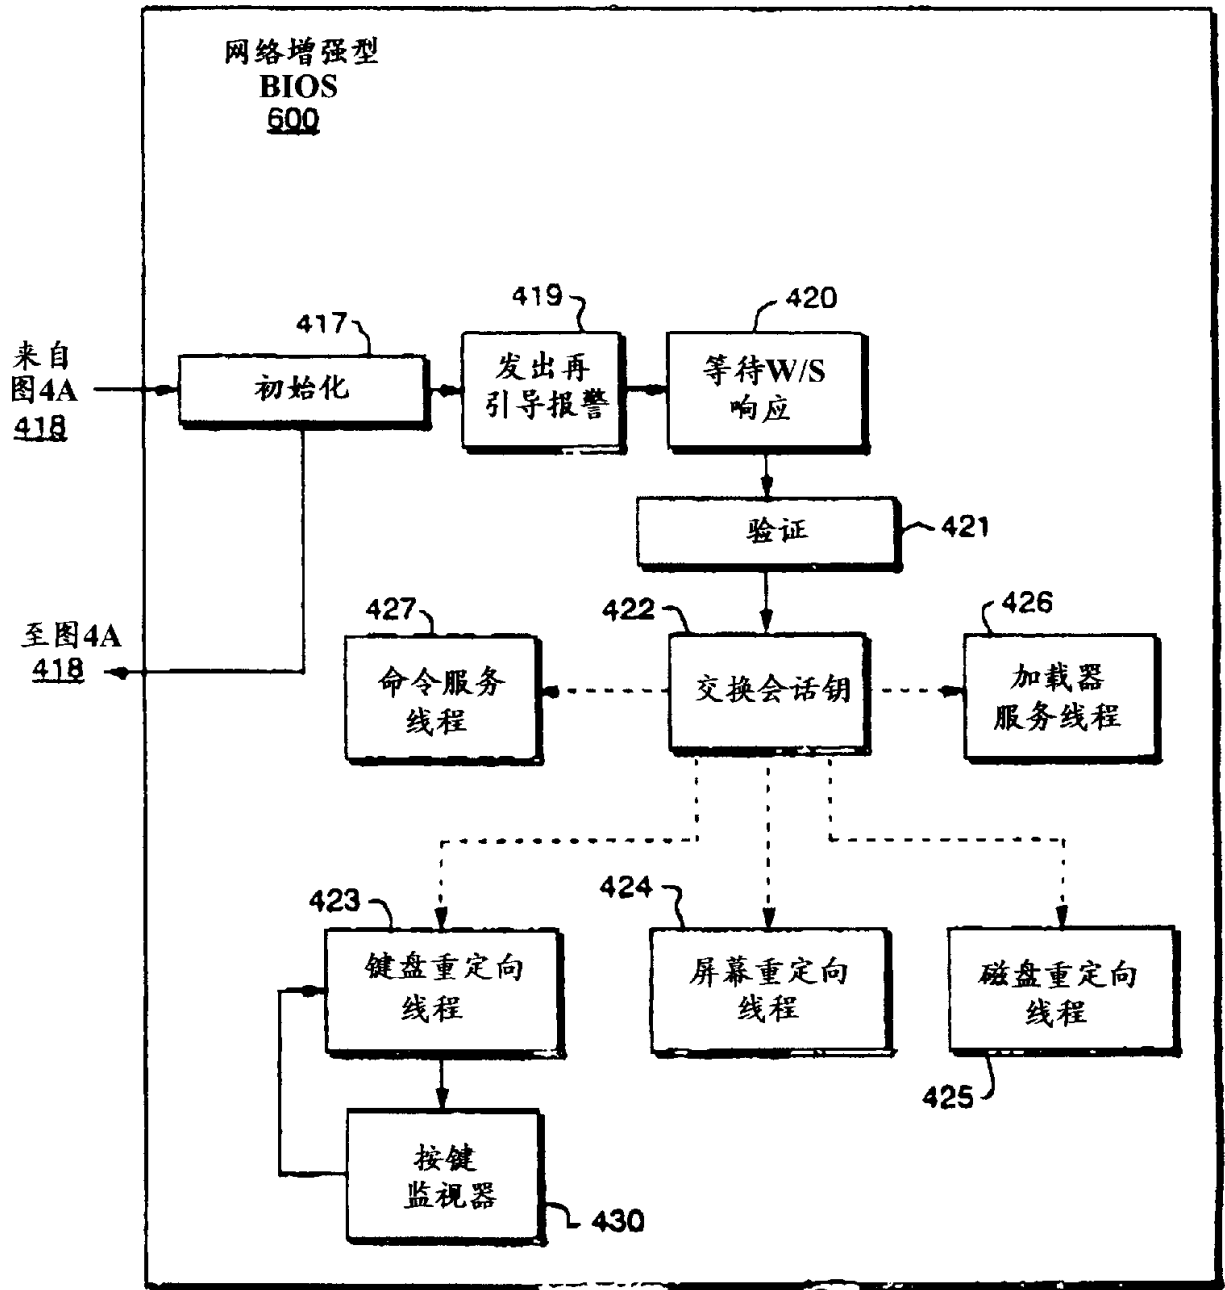 网络增强型
BIOS
600
417
419
420
来自
图4A
418
初始化
发出再
引导报警
等待W/S
响应
验证
421
427
422
426
至图4A
418
命令服务
线程
交换会话钥
加载器
服务线程
423
424
键盘重定向
线程
屏幕重定向
线程
磁盘重定向
线程
425
按键
监视器
430